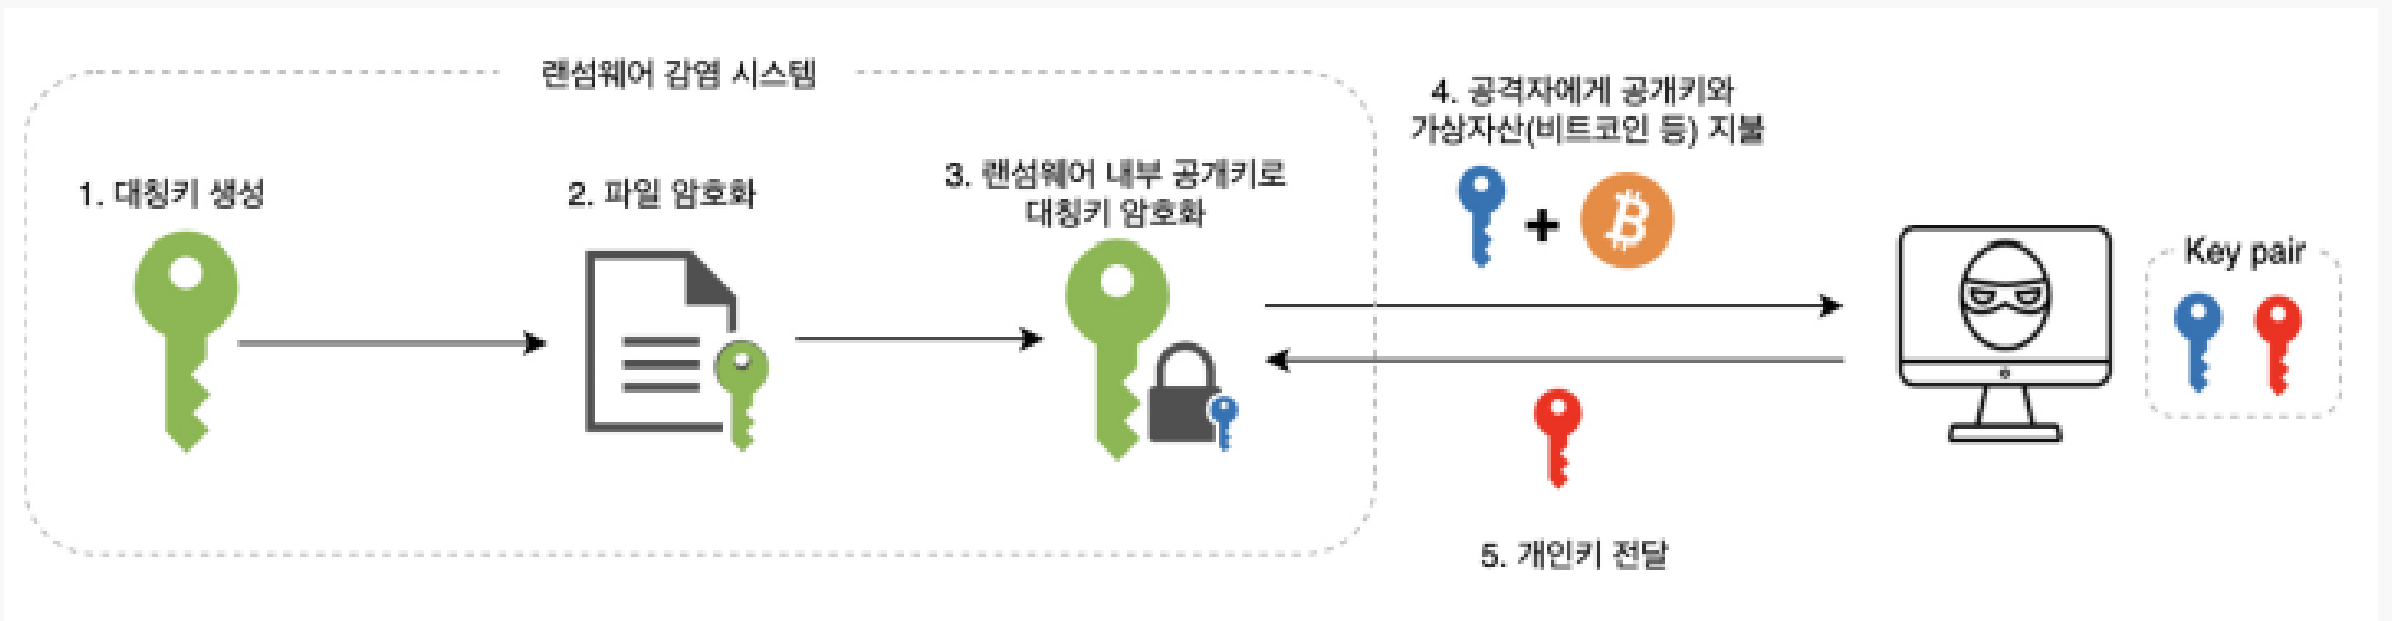 랜섬웨어 감염 시스템
1. 대칭키 생성
2. 파일 암호화
3. 랜섬웨어 내부 공개키로
대칭키 암호화
4. 공격자에게 공개키와
가상자산(비트코인 등) 지불
Key pair
5. 개인키 전달